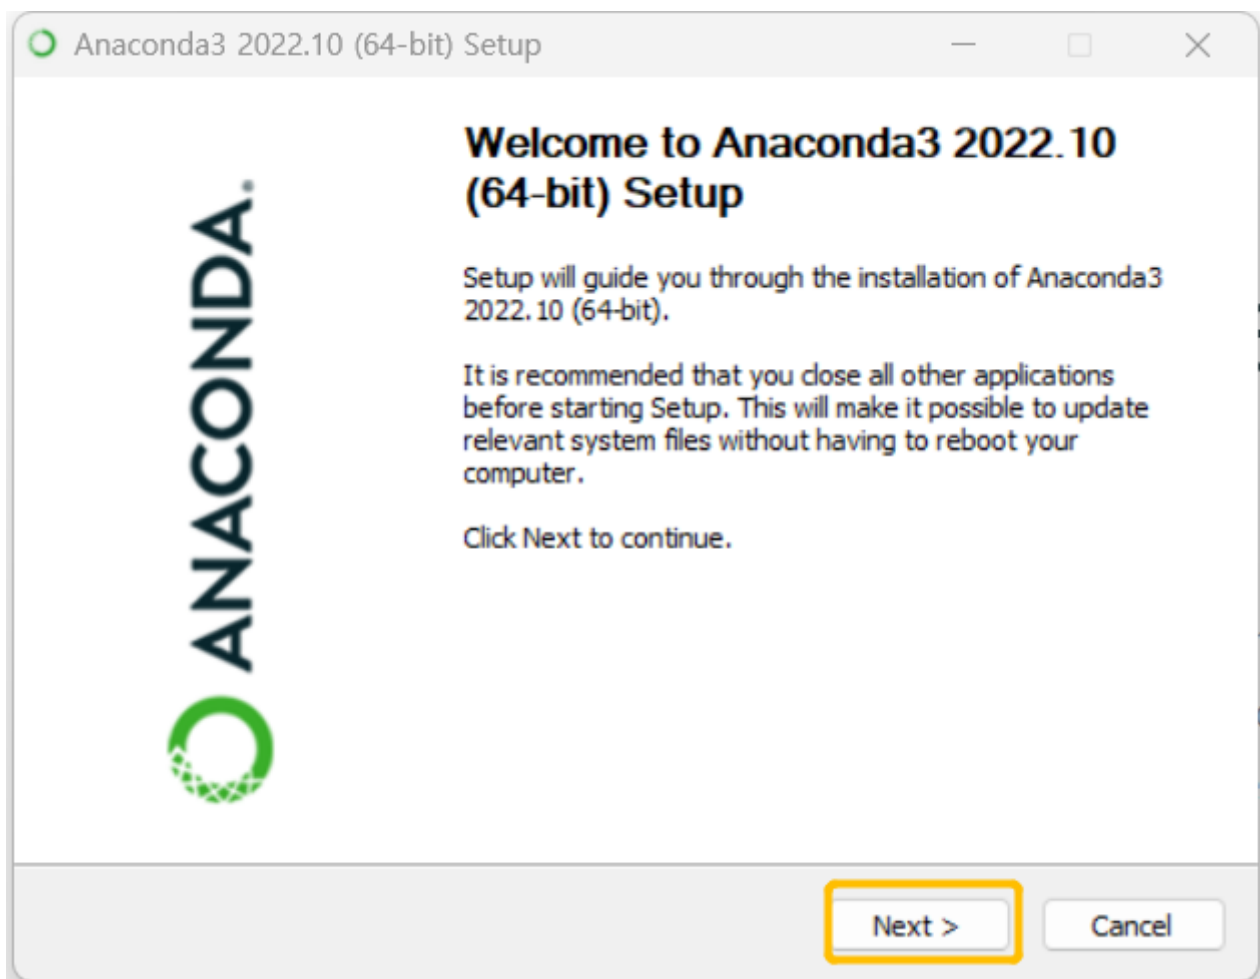 Anaconda3 2022.10 (64-bit) Setup
ANACONDA.
Welcome to Anaconda3 2022.10
(64-bit) Setup
Setup will guide you through the installation of Anaconda3
2022.10 (64-bit).
It is recommended that you close all other applications
before starting Setup. This will make it possible to update
relevant system files without having to reboot your
computer.
Click Next to continue.
Next >
Cancel